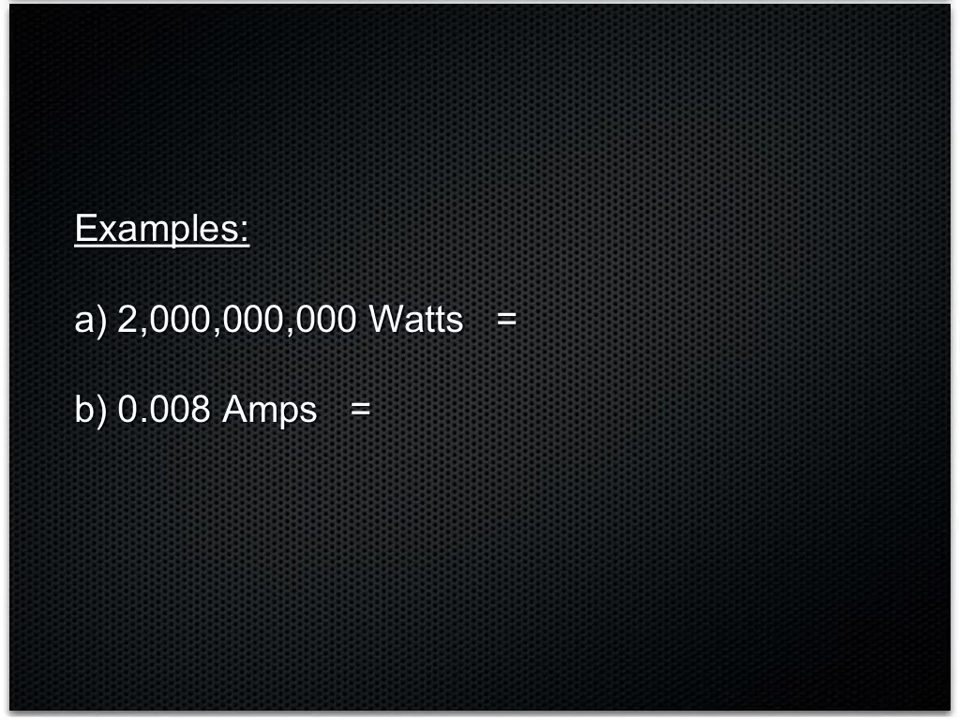 Examples:
a) 2,000,000,000 Watts =
b) 0.008 Amps =